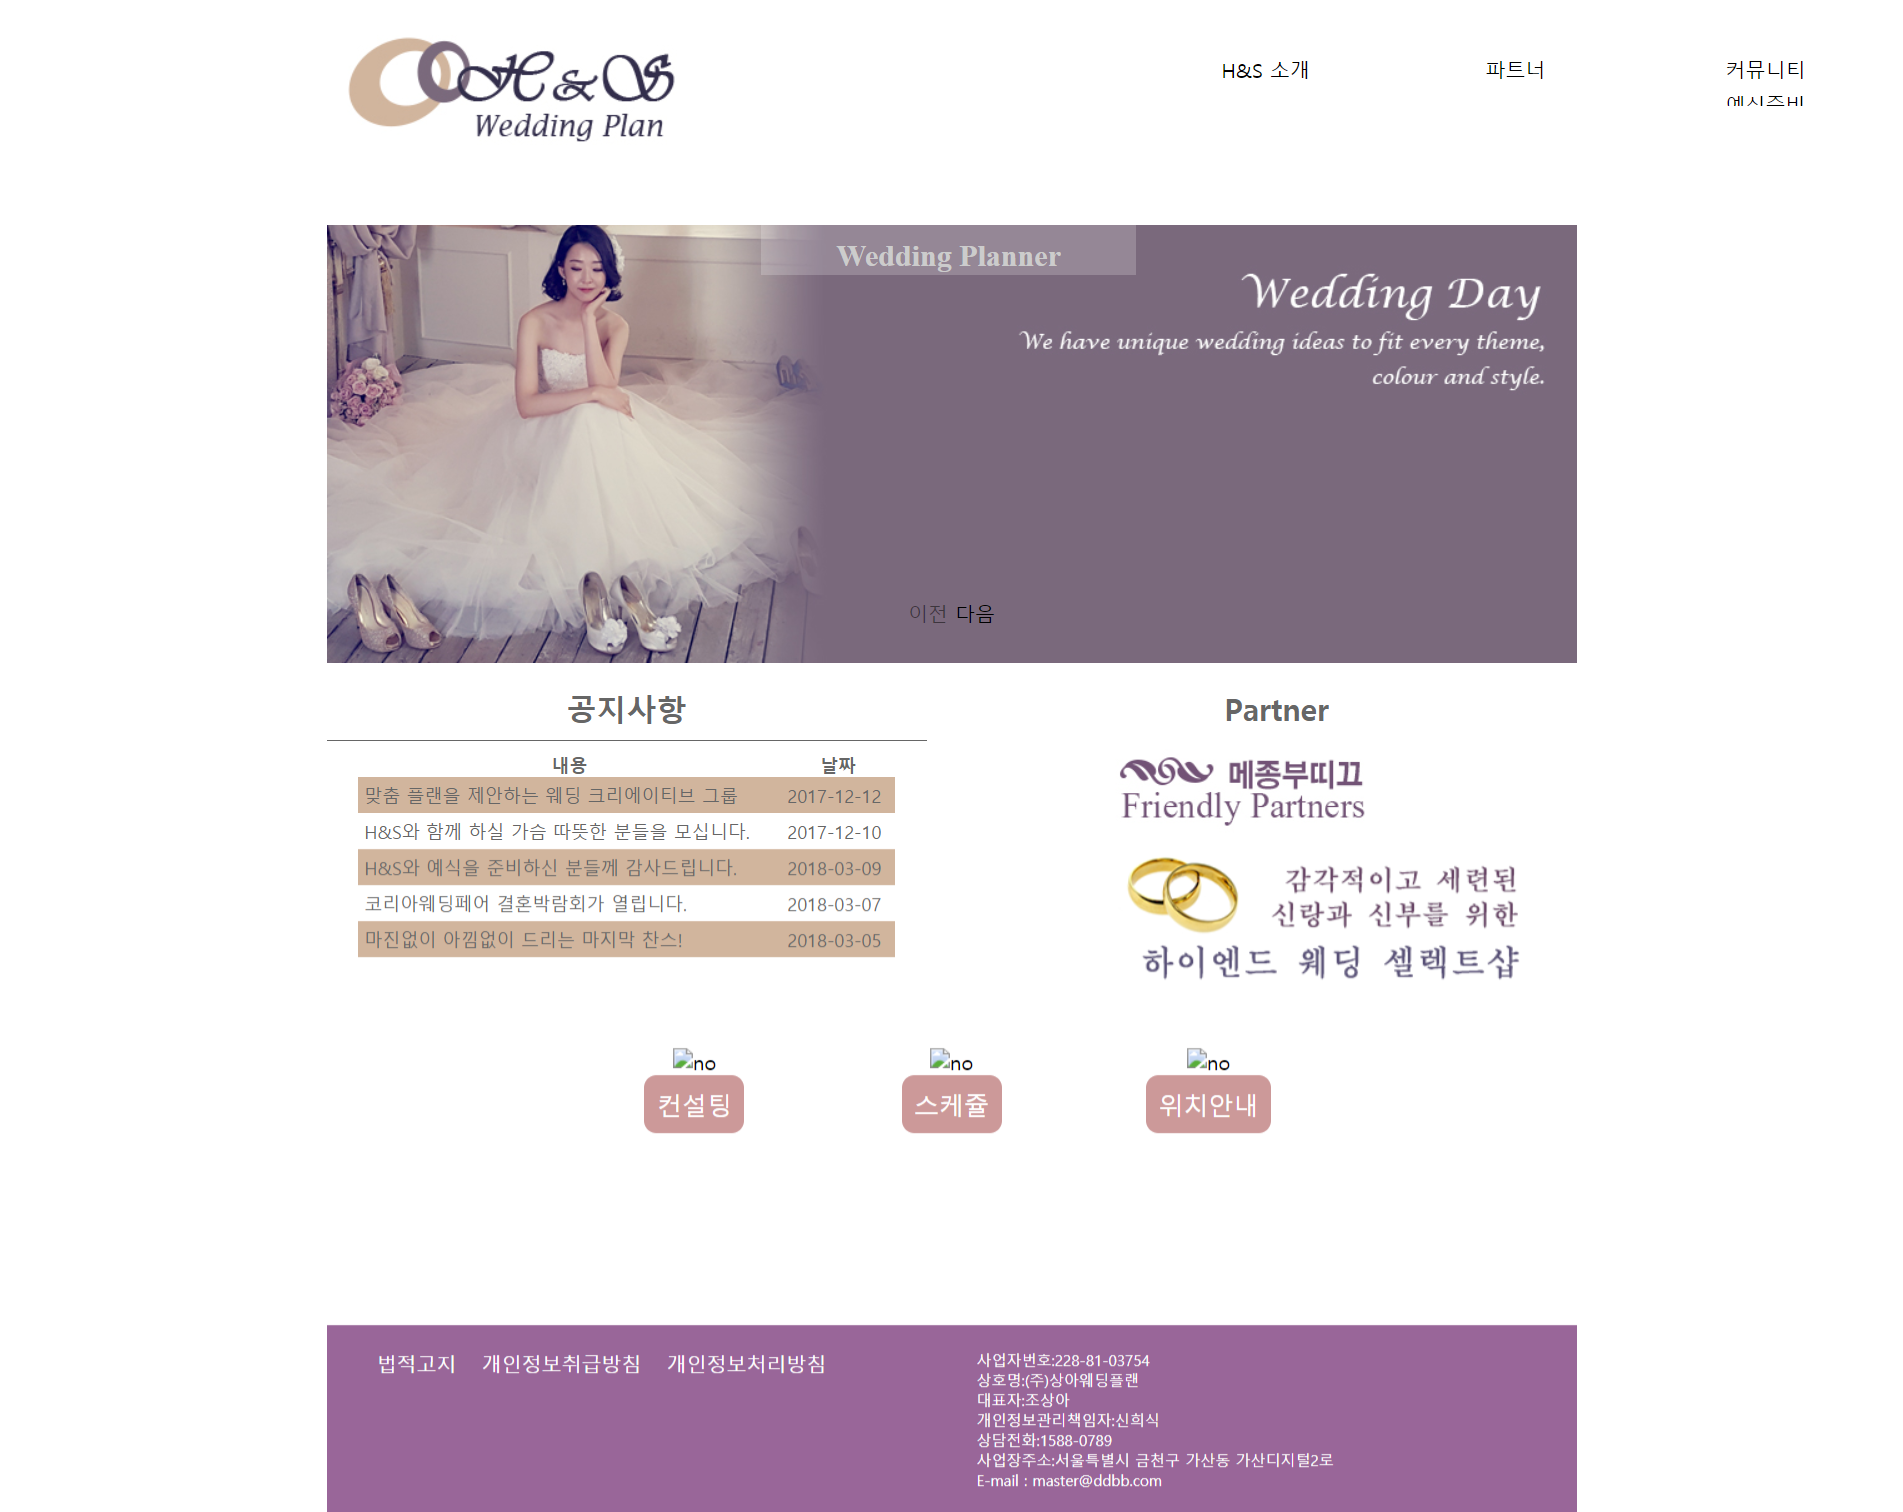 H&S
Wedding Plan
H&S 소개
파트너
커뮤니티
예식준비
Wedding Planner
Wedding Day
We have unique wedding ideas to fit every theme,
colour and style.
이전 다음
공지사항
내용 날짜
맞춤 플랜을 제안하는 웨딩 크리에이티브 그룹 2017-12-12
H&S와 함께 하실 가슴 따뜻한 분들을 모십니다. 2017-12-10
H&S와 예식을 준비하신 분들께 감사드립니다. 2018-03-09
코리아웨딩페어 결혼박람회가 열립니다. 2018-03-07
마진없이 아낌없이 드리는 마지막 찬스! 2018-03-05
Partner
메종부띠끄
Friendly Partners
감각적이고 세련된
신랑과 신부를 위한
하이엔드 웨딩 셀렉트샵
no
컨설팅
no
스케쥴
no
위치안내
법적고지 개인정보취급방침 개인정보처리방침
사업자번호:228-81-03754
상호명:(주)상아웨딩플랜
대표자:조상아
개인정보관리책임자:신희식
상담전화:1588-0789
사업장주소:서울특별시 금천구 가산동 가산디지털2로
E-mail : master@ddbb.com